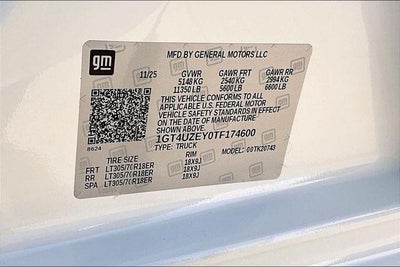 gm
MFD BY GENERAL MOTORS LLC
11/25 GVWR GAWR FRT GAWR RR
5148 KG 2540 KG 2994 KG
11350 LB 5600 LB 6600 LB
THIS VEHICLE CONFORMS TO ALL
APPLICABLE U.S. FEDERAL MOTOR
VEHICLE SAFETY STANDARDS IN EFFECT
ON THE DATE OF MANUFACTURE
SHOWN ABOVE.
1GT4UZEY0TF174600
8624
TYPE: TRUCK MODEL: 00TK20743
TIRE SIZE RIM
FRT LT305/70R18ER 18X9J
RR LT305/70R18ER 18X9J
SPA LT305/70R18ER 18X9J